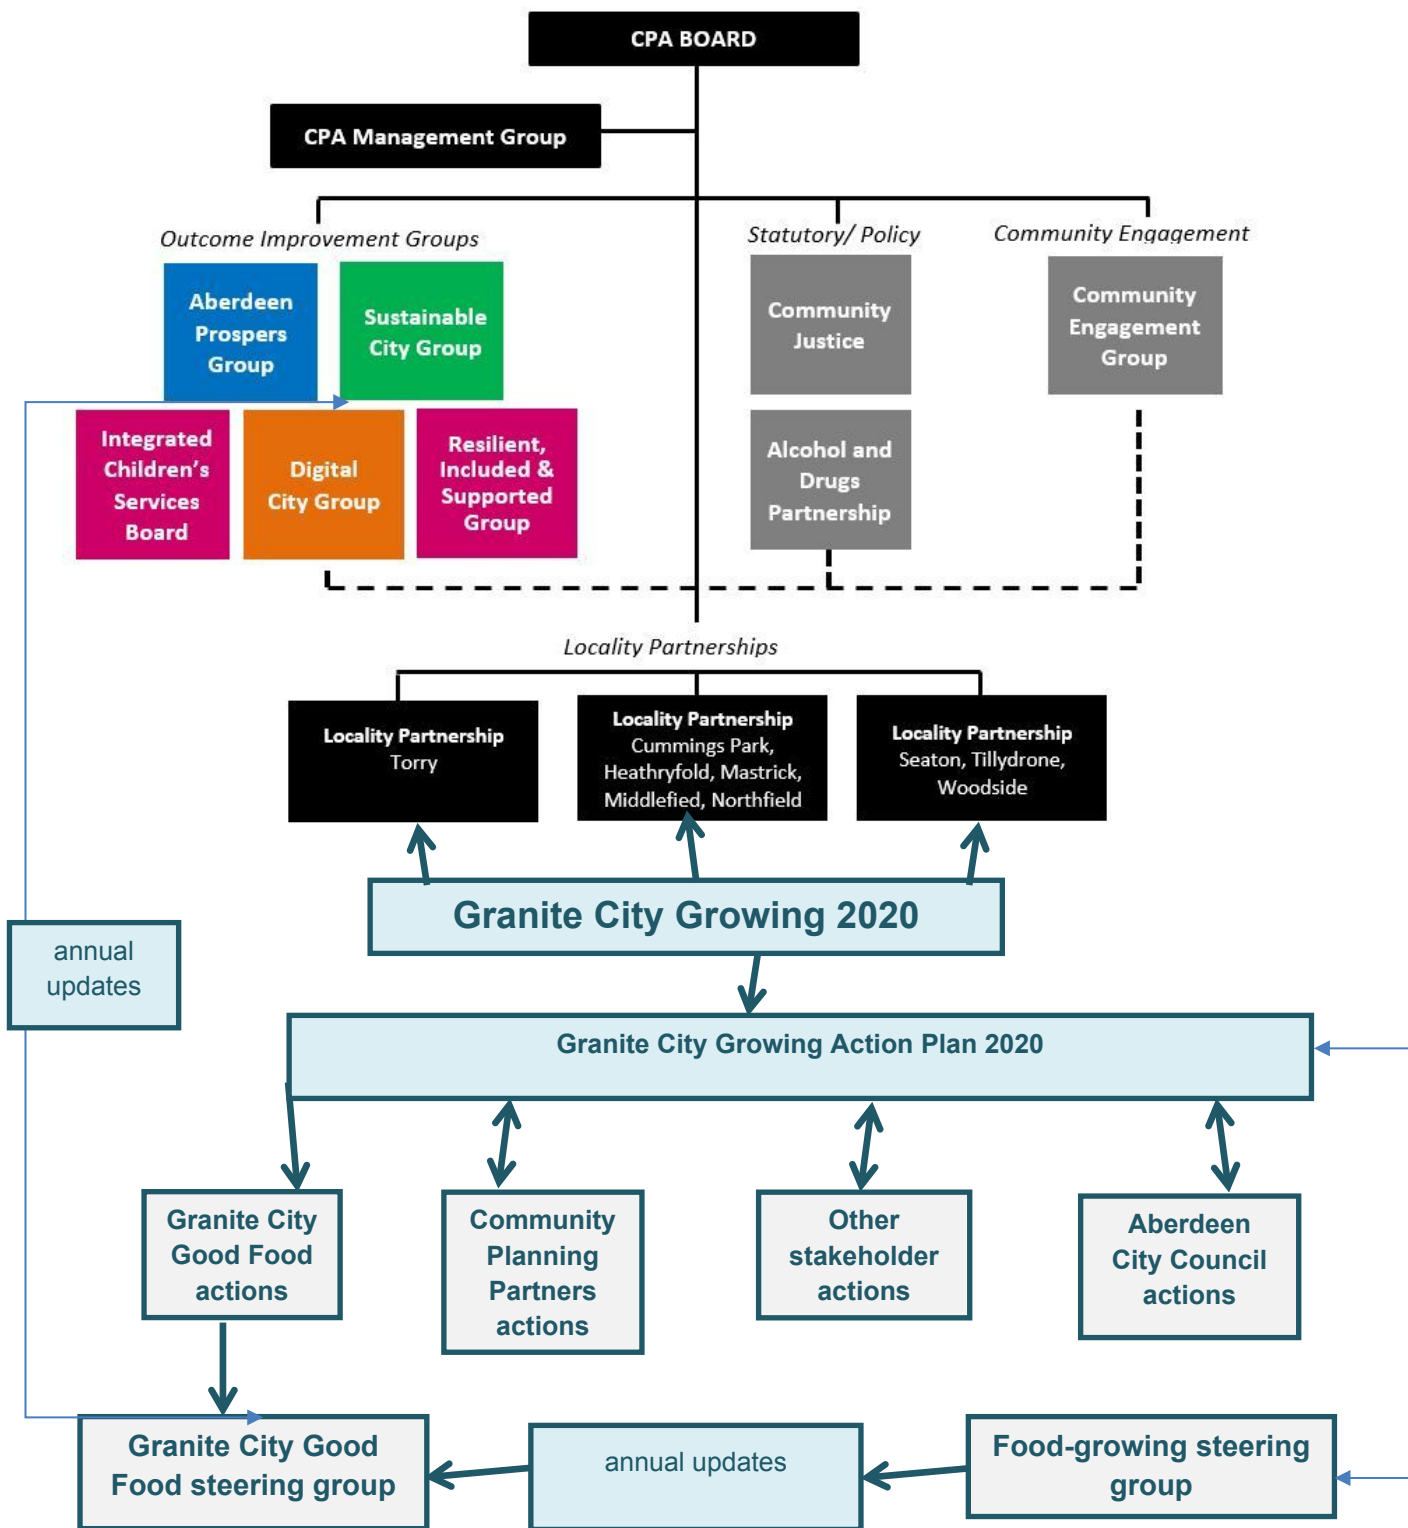 CPA BOARD
CPA Management Group
Outcome Improvement Groups
Statutory/ Policy
Community Engagement
Aberdeen
Prospers
Group
Sustainable
City Group
Community
Justice
Community
Engagement
Group
Integrated
Children's
Services
Board
Digital
City Group
Resilient,
Included &
Supported
Group
Alcohol and
Drugs
Partnership
Locality Partnerships
Locality Partnership
Torry
Locality Partnership
Cummings Park,
Heathryfold, Mastrick,
Middlefied, Northfield
Locality Partnership
Seaton, Tillydrone,
Woodside
Granite City Growing 2020
annual
updates
Granite City Growing Action Plan 2020
Granite City
Good Food
actions
Community
Planning
Partners
actions
Other
stakeholder
actions
Aberdeen
City Council
actions
Granite City Good
Food steering group
annual updates
Food-growing steering
group